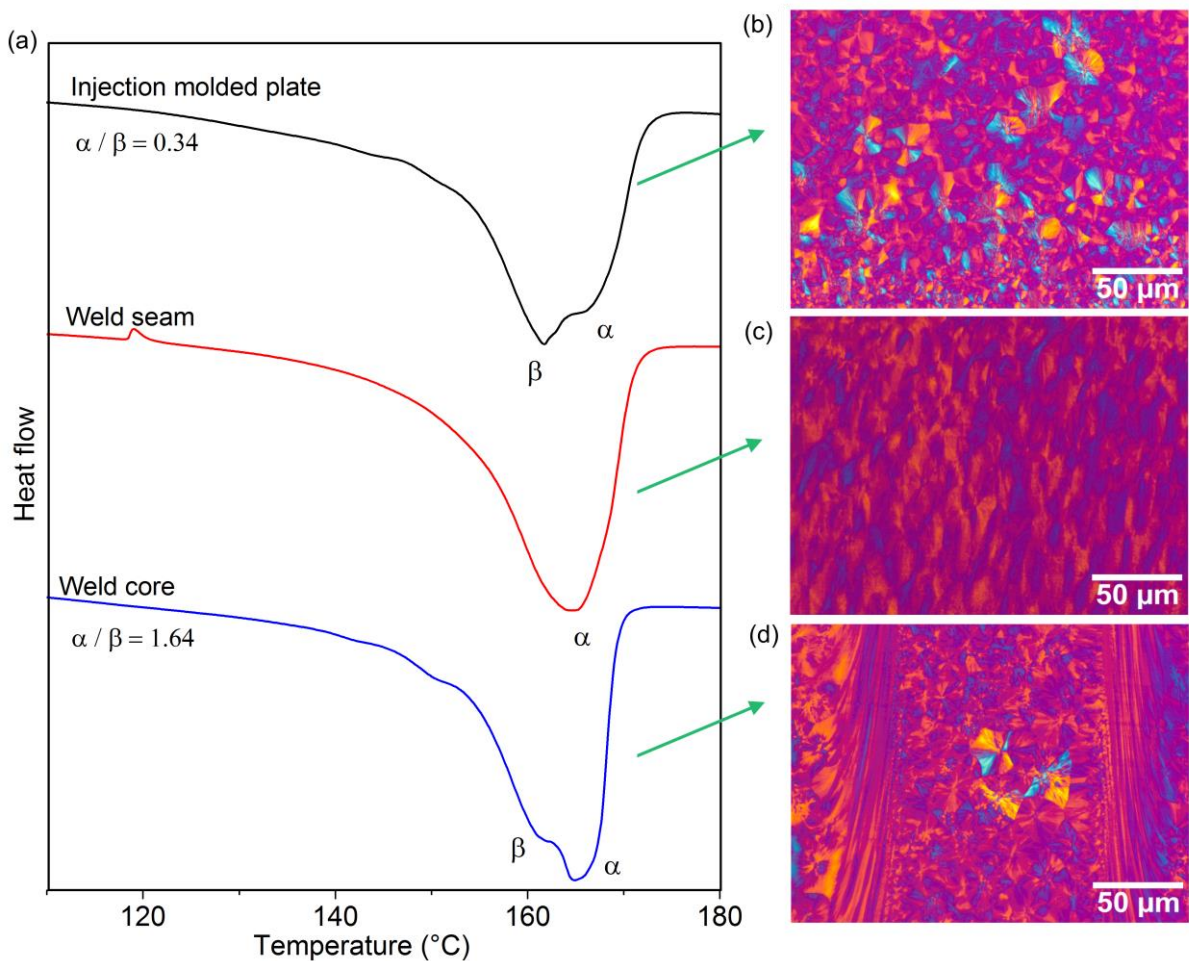 (a)
Injection molded plate
α / β = 0.34
β
α
Weld seam
α
Weld core
α / β = 1.64
β
α
Heat flow
120
140
160
180
Temperature (°C)
(b)
50 µm
(c)
50 µm
(d)
50 µm